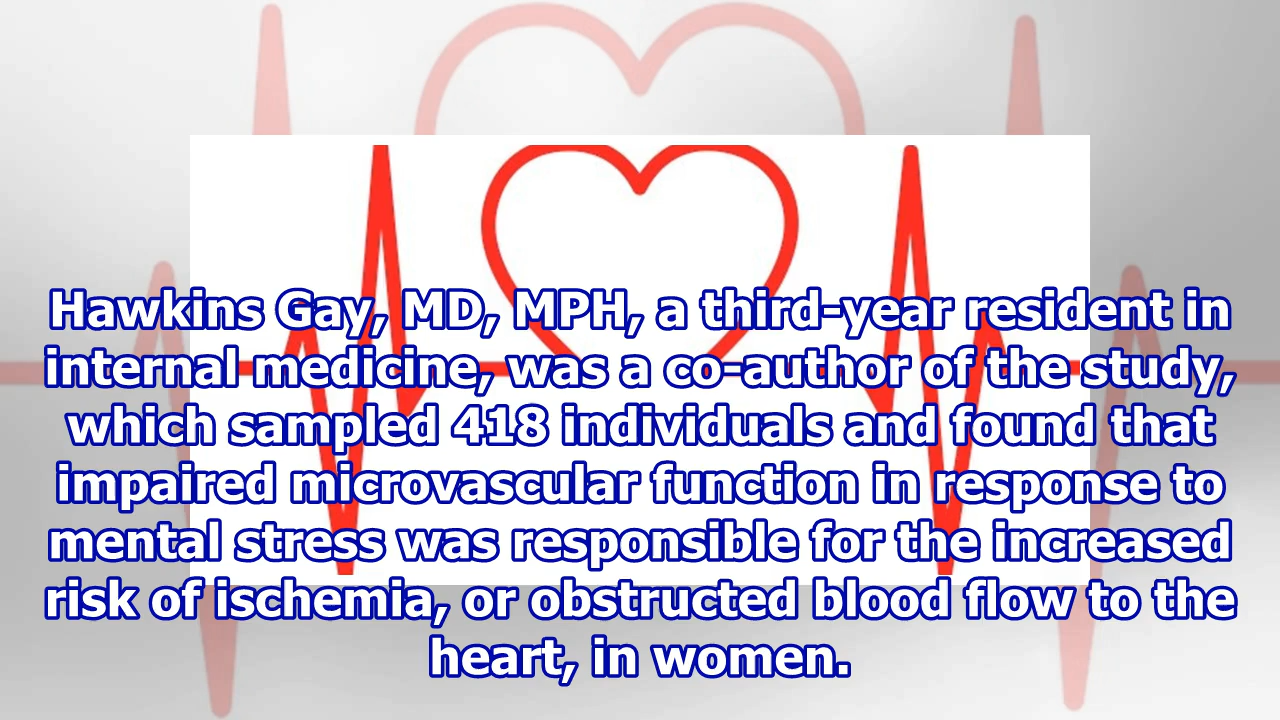 Hawkins Gay, MD, MPH, a third-year resident in
internal medicine, was a co-author of the study,
which sampled 418 individuals and found that
impaired microvascular function in response to
mental stress was responsible for the increased
risk of ischemia, or obstructed blood flow to the
heart, in women.